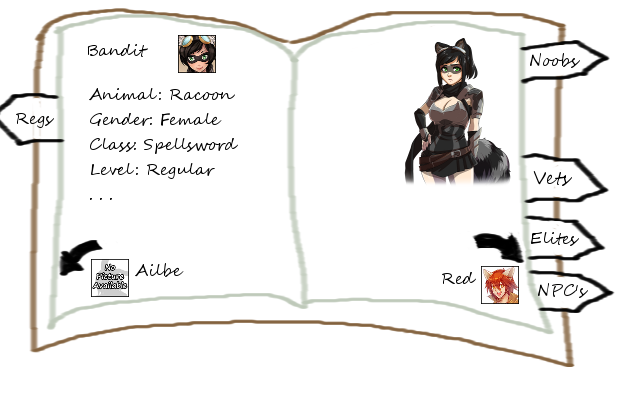 Bandit
Animal: Racoon
Gender: Female
Class: Spellsword
Level: Regular
. . .
No
Picture
Available
Ailbe
Red
Regs
Noobs
Vets
Elites
NPC's